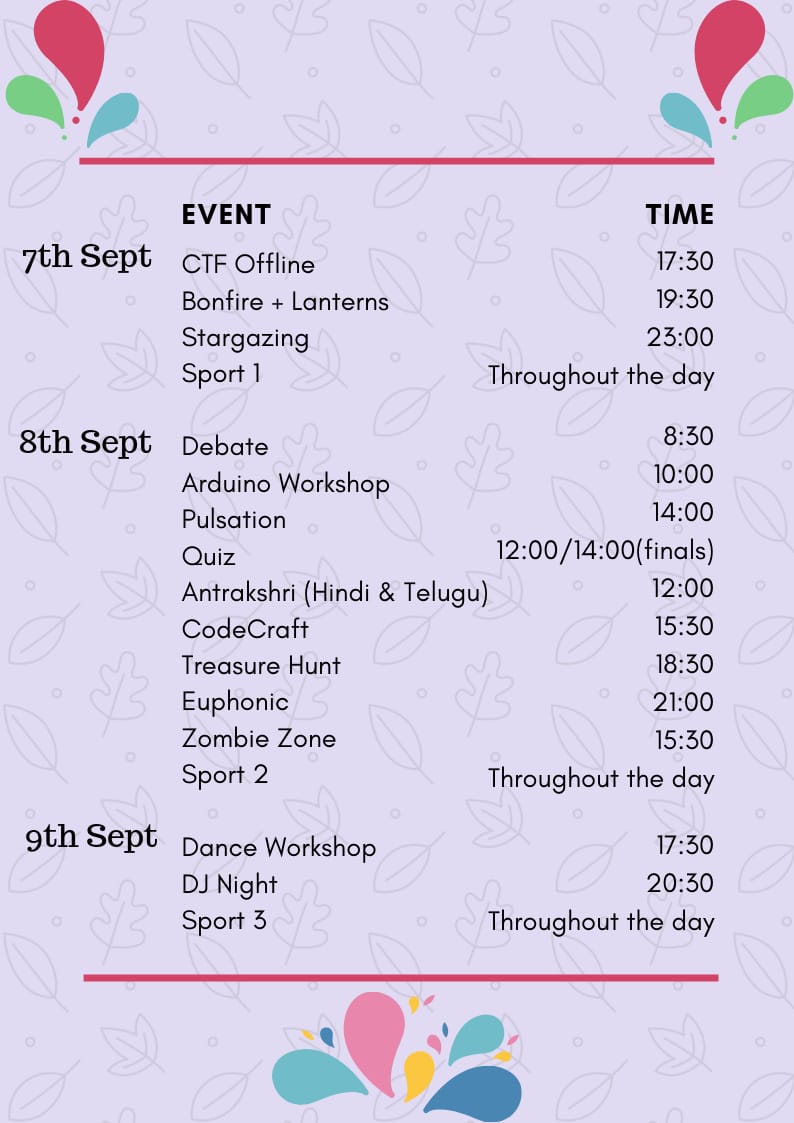 EVENT TIME
7th Sept
CTF Offline 17:30
Bonfire + Lanterns 19:30
Stargazing 23:00
Sport 1 Throughout the day
8th Sept
Debate 8:30
Arduino Workshop 10:00
Pulsation 14:00
Quiz 12:00/14:00(finals)
Antrakshri (Hindi & Telugu) 12:00
CodeCraft 15:30
Treasure Hunt 18:30
Euphonic 21:00
Zombie Zone 15:30
Sport 2 Throughout the day
9th Sept
Dance Workshop 17:30
DJ Night 20:30
Sport 3 Throughout the day